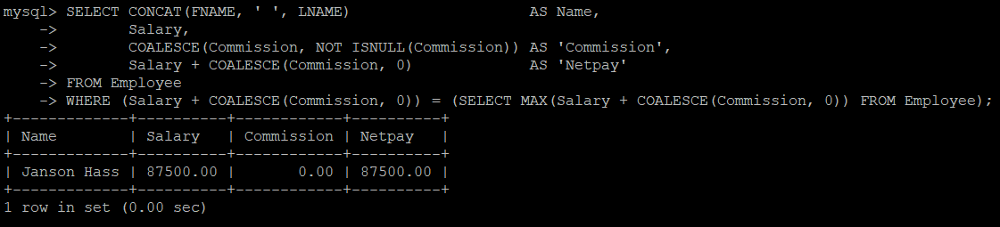 mysql> SELECT CONCAT(FNAME, ' ', LNAME)                    AS Name,
    ->        Salary,
    ->        COALESCE(Commission, NOT ISNULL(Commission)) AS 'Commission',
    ->        Salary + COALESCE(Commission, 0)             AS 'Netpay'
    -> FROM Employee
    -> WHERE (Salary + COALESCE(Commission, 0)) = (SELECT MAX(Salary + COALESCE(Commission, 0)) FROM Employee);
+-------------+----------+------------+----------+
| Name        | Salary   | Commission | Netpay   |
+-------------+----------+------------+----------+
| Janson Hass | 87500.00 |       0.00 | 87500.00 |
+-------------+----------+------------+----------+
1 row in set (0.00 sec)